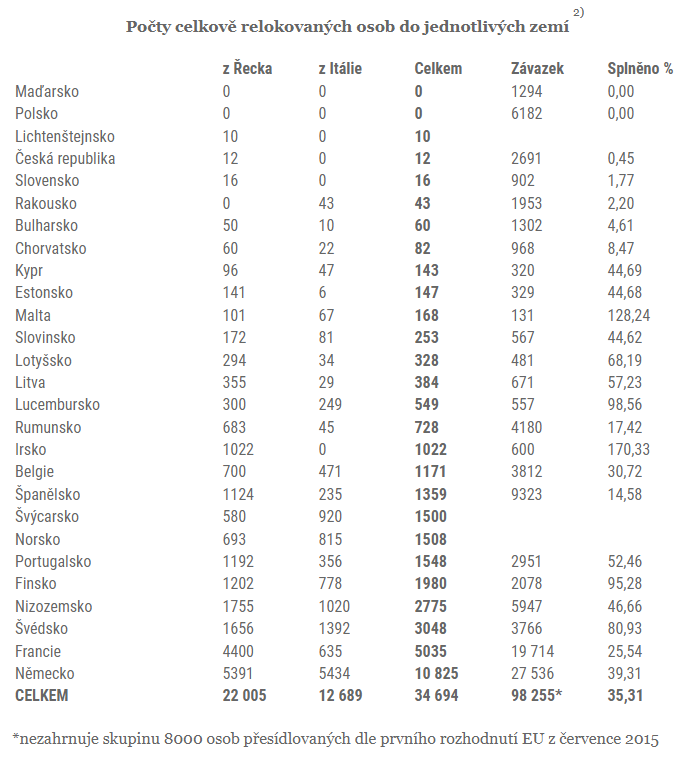 Počty celkově relokovaných osob do jednotlivých zemí 2)
z Řecka z Itálie Celkem Závazek Splněno %
Maďarsko 0 0 0 1294 0,00
Polsko 0 0 0 6182 0,00
Lichtenštejnsko 10 0 10
Česká republika 12 0 12 2691 0,45
Slovensko 16 0 16 902 1,77
Rakousko 0 43 43 1953 2,20
Bulharsko 50 10 60 1302 4,61
Chorvatsko 60 22 82 968 8,47
Kypr 96 47 143 320 44,69
Estonsko 141 6 147 329 44,68
Malta 101 67 168 131 128,24
Slovinsko 172 81 253 567 44,62
Lotyšsko 294 34 328 481 68,19
Litva 355 29 384 671 57,23
Lucembursko 300 249 549 557 98,56
Rumunsko 683 45 728 4180 17,42
Irsko 1022 0 1022 600 170,33
Belgie 700 471 1171 3812 30,72
Španělsko 1124 235 1359 9323 14,58
Švýcarsko 580 920 1500
Norsko 693 815 1508
Portugalsko 1192 356 1548 2951 52,46
Finsko 1202 778 1980 2078 95,28
Nizozemsko 1755 1020 2775 5947 46,66
Švédsko 1656 1392 3048 3766 80,93
Francie 4400 635 5035 19 714 25,54
Německo 5391 5434 10 825 27 536 39,31
CELKEM 22 005 12 689 34 694 98 255* 35,31
*nezahrnuje skupinu 8000 osob přesídlovaných dle prvního rozhodnutí EU z července 2015